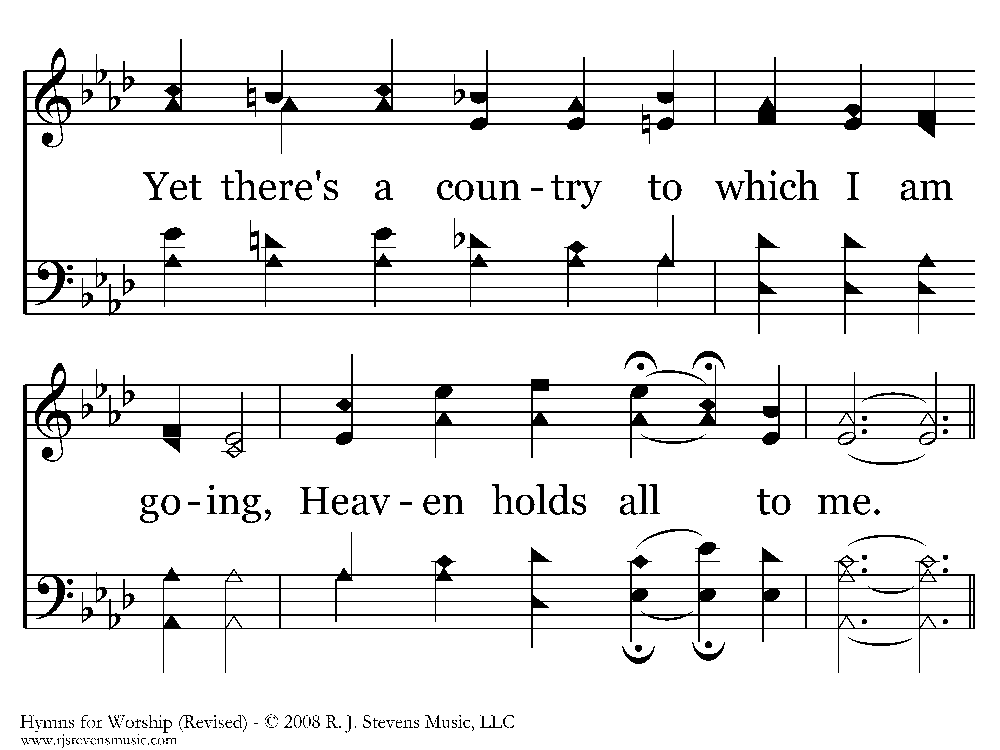 Yet there's a coun - try to which I am
go - ing, Heav - en holds all to me.
Hymns for Worship (Revised) - © 2008 R. J. Stevens Music, LLC
www.rjstevensmusic.com